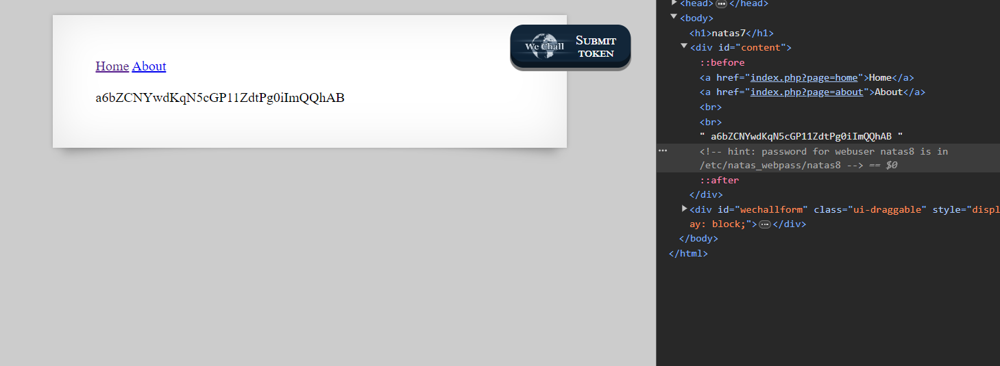 Home About
a6bZCNYwdKqN5cGP11ZdtPg0iImQQhAB
We Chall
SUBMIT
TOKEN
<head>…</head>
<body>
<h1>natas7</h1>
<div id="content">
::before
<a href="index.php?page=home">Home</a>
<a href="index.php?page=about">About</a>
<br>
<br>
" a6bZCNYwdKqN5cGP11ZdtPg0iImQQhAB "
<!-- hint: password for webuser natas8 is in
/etc/natas_webpass/natas8 --> == $0
::after
</div>
<div id="wechallform" class="ui-draggable" style="displ
ay: block;">…</div>
</body>
</html>